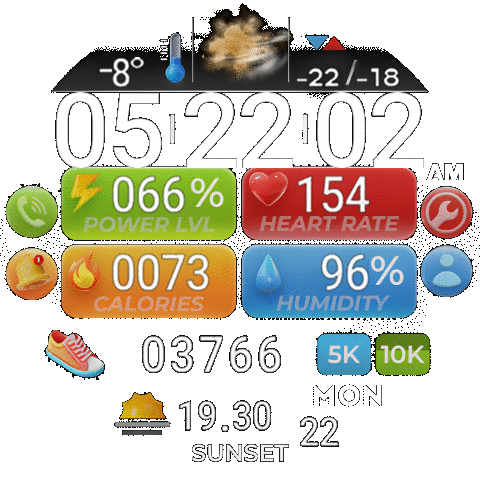 -8° -22/-18
05:22:02
AM
066% 154
POWER LVL HEART RATE
0073 96%
CALORIES HUMIDITY
03766 5K 10K
MON
19.30 22
SUNSET